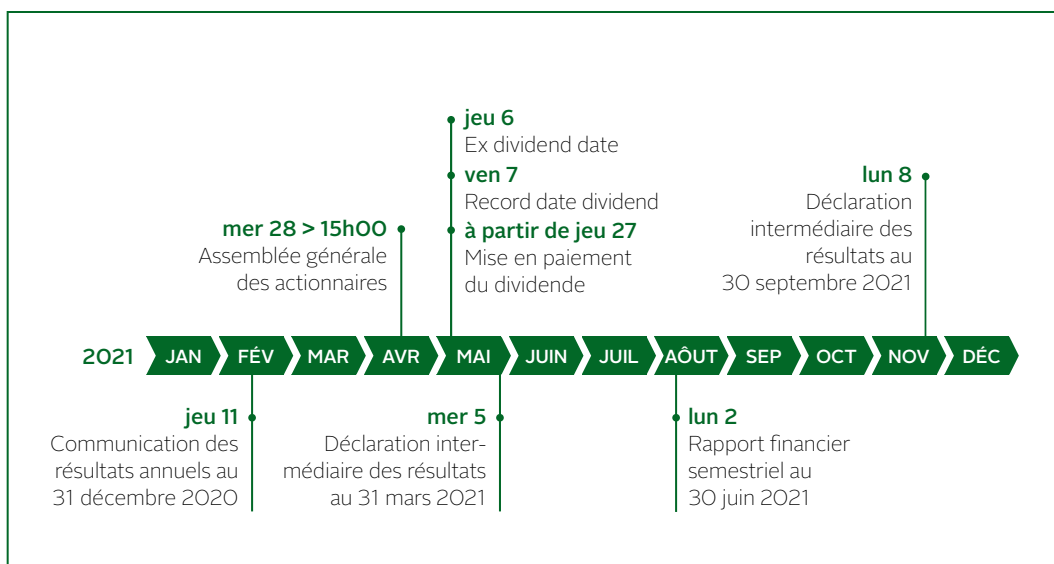 jeu 6
Ex dividend date
ven 7
Record date dividend
à partir de jeu 27
Mise en paiement
du dividende
mer 28 > 15h00
Assemblée générale
des actionnaires
lun 8
Déclaration
intermédiaire des
résultats au
30 septembre 2021
2021 JAN FÉV MAR AVR MAI JUIN JUIL AÔUT SEP OCT NOV DÉC
jeu 11
Communication des
résultats annuels au
31 décembre 2020
mer 5
Déclaration inter-
médiaire des résultats
au 31 mars 2021
lun 2
Rapport financier
semestriel au
30 juin 2021